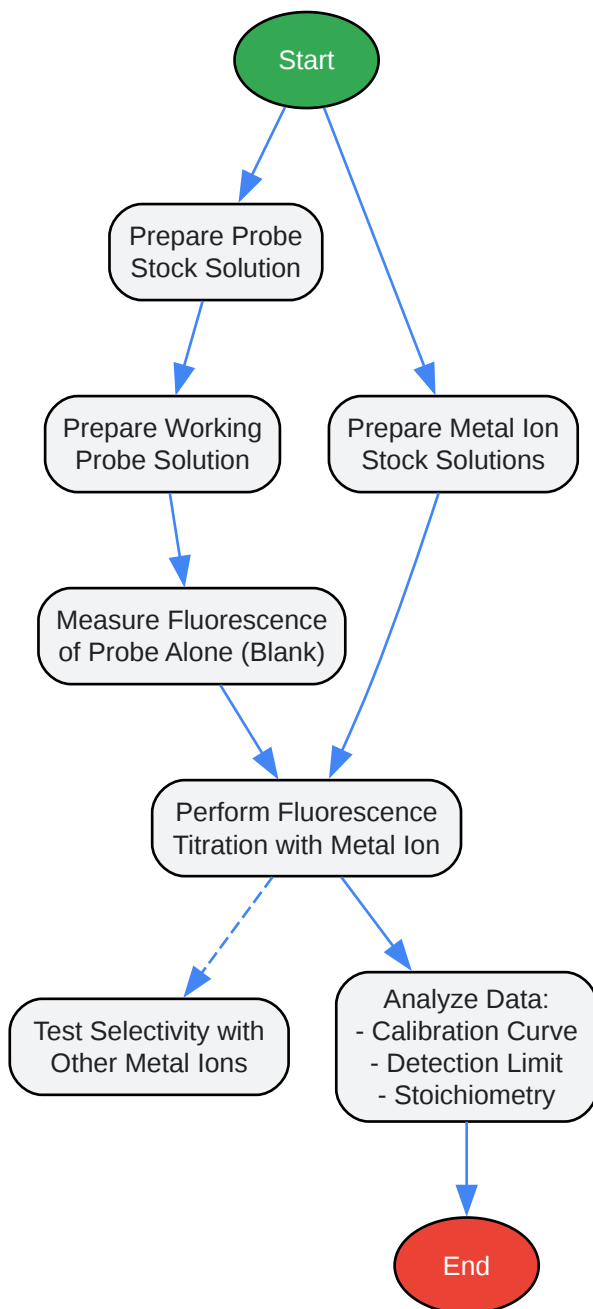 Start
Prepare Probe
Stock Solution
Prepare Working
Probe Solution
Prepare Metal Ion
Stock Solutions
Measure Fluorescence
of Probe Alone (Blank)
Perform Fluorescence
Titration with Metal Ion
Test Selectivity with
Other Metal Ions
Analyze Data:
- Calibration Curve
- Detection Limit
- Stoichiometry
End